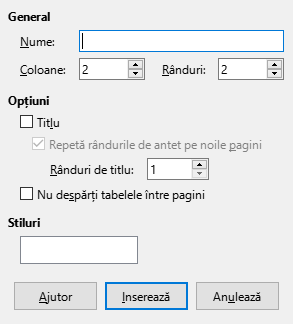 General
Nume:
Coloane: 2 Rânduri: 2
Opțiuni
Titlu
Repetă rândurile de antet pe noile pagini
Rânduri de titlu: 1
Nu despărți tabelele între pagini
Stiluri
Ajutor Inserează Anulează